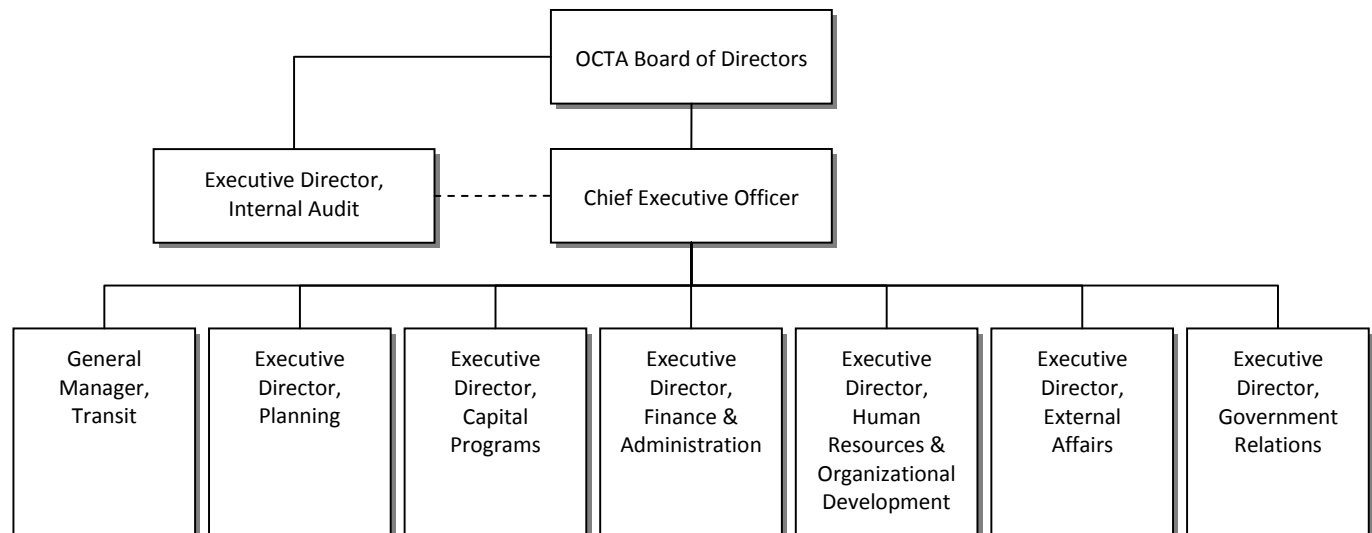 OCTA Board of Directors
Executive Director,
Internal Audit
Chief Executive Officer
General
Manager,
Transit
Executive
Director,
Planning
Executive
Director,
Capital
Programs
Executive
Director,
Finance &
Administration
Executive
Director,
Human
Resources &
Organizational
Development
Executive
Director,
External
Affairs
Executive
Director,
Government
Relations